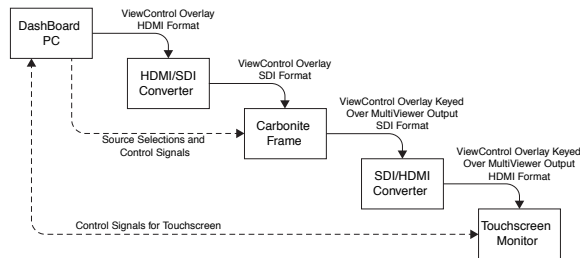 DashBoard
PC
ViewControl Overlay
HDMI Format
HDMI/SDI
Converter
ViewControl Overlay
SDI Format
Source Selections and
Control Signals
Carbonite
Frame
ViewControl Overlay Keyed
Over MultiViewer Output
SDI Format
SDI/HDMI
Converter
ViewControl Overlay Keyed
Over MultiViewer Output
HDMI Format
Control Signals for Touchscreen
Touchscreen
Monitor